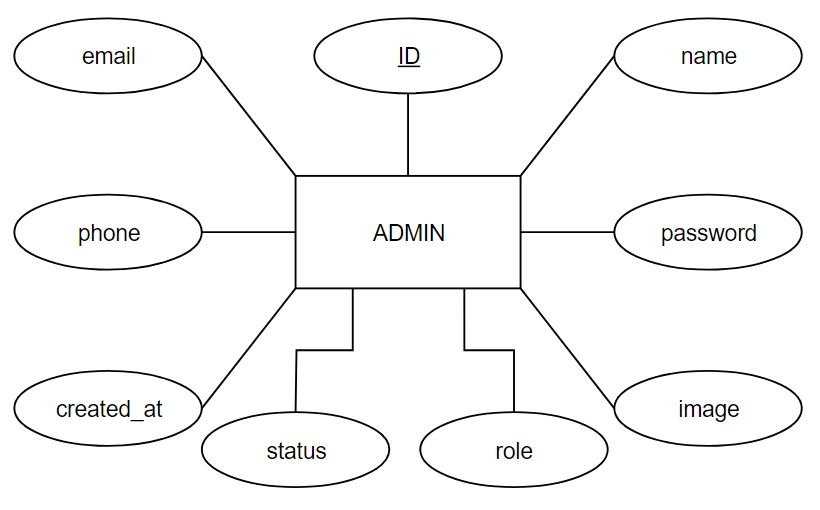 email
ID
name
phone
ADMIN
password
created_at
image
status
role